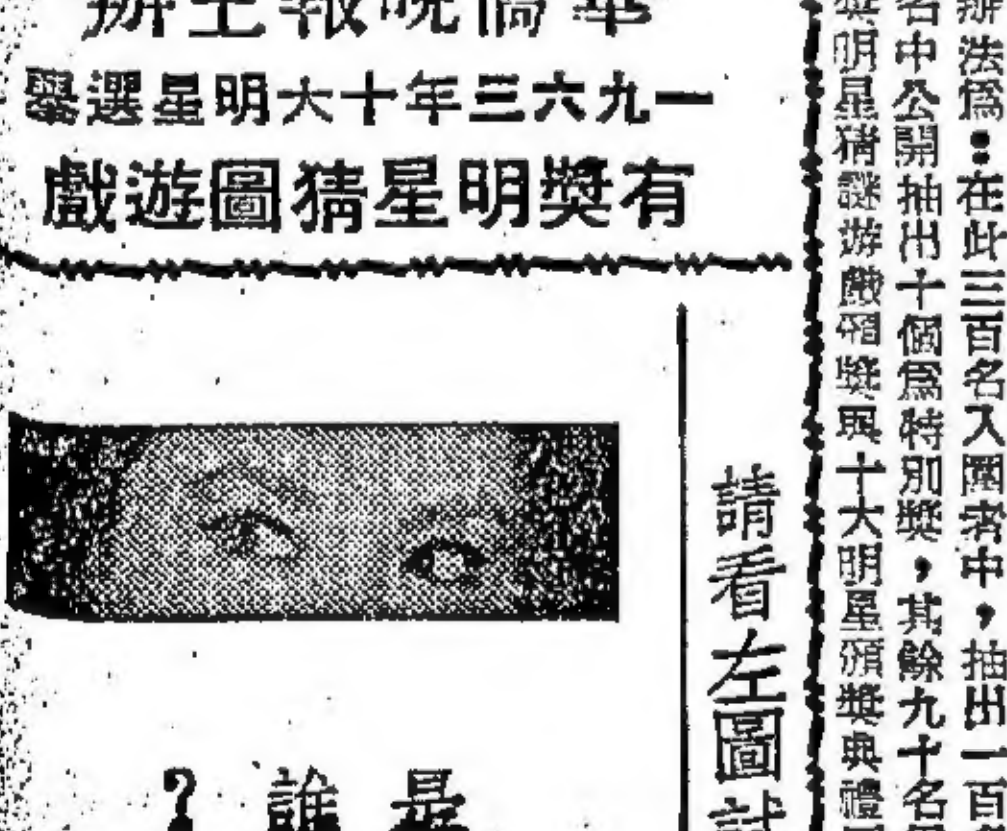 華僑晚報主辦
一九六三年十大明星選舉
有獎明星猜圖遊戲
辦法爲：在此三百名入圍者中，抽出一百
名中公開抽出十個爲特別獎，其餘九十名
獎明星猜謎遊戲頒獎與十大明星頒獎典禮
請看左圖試
是誰？